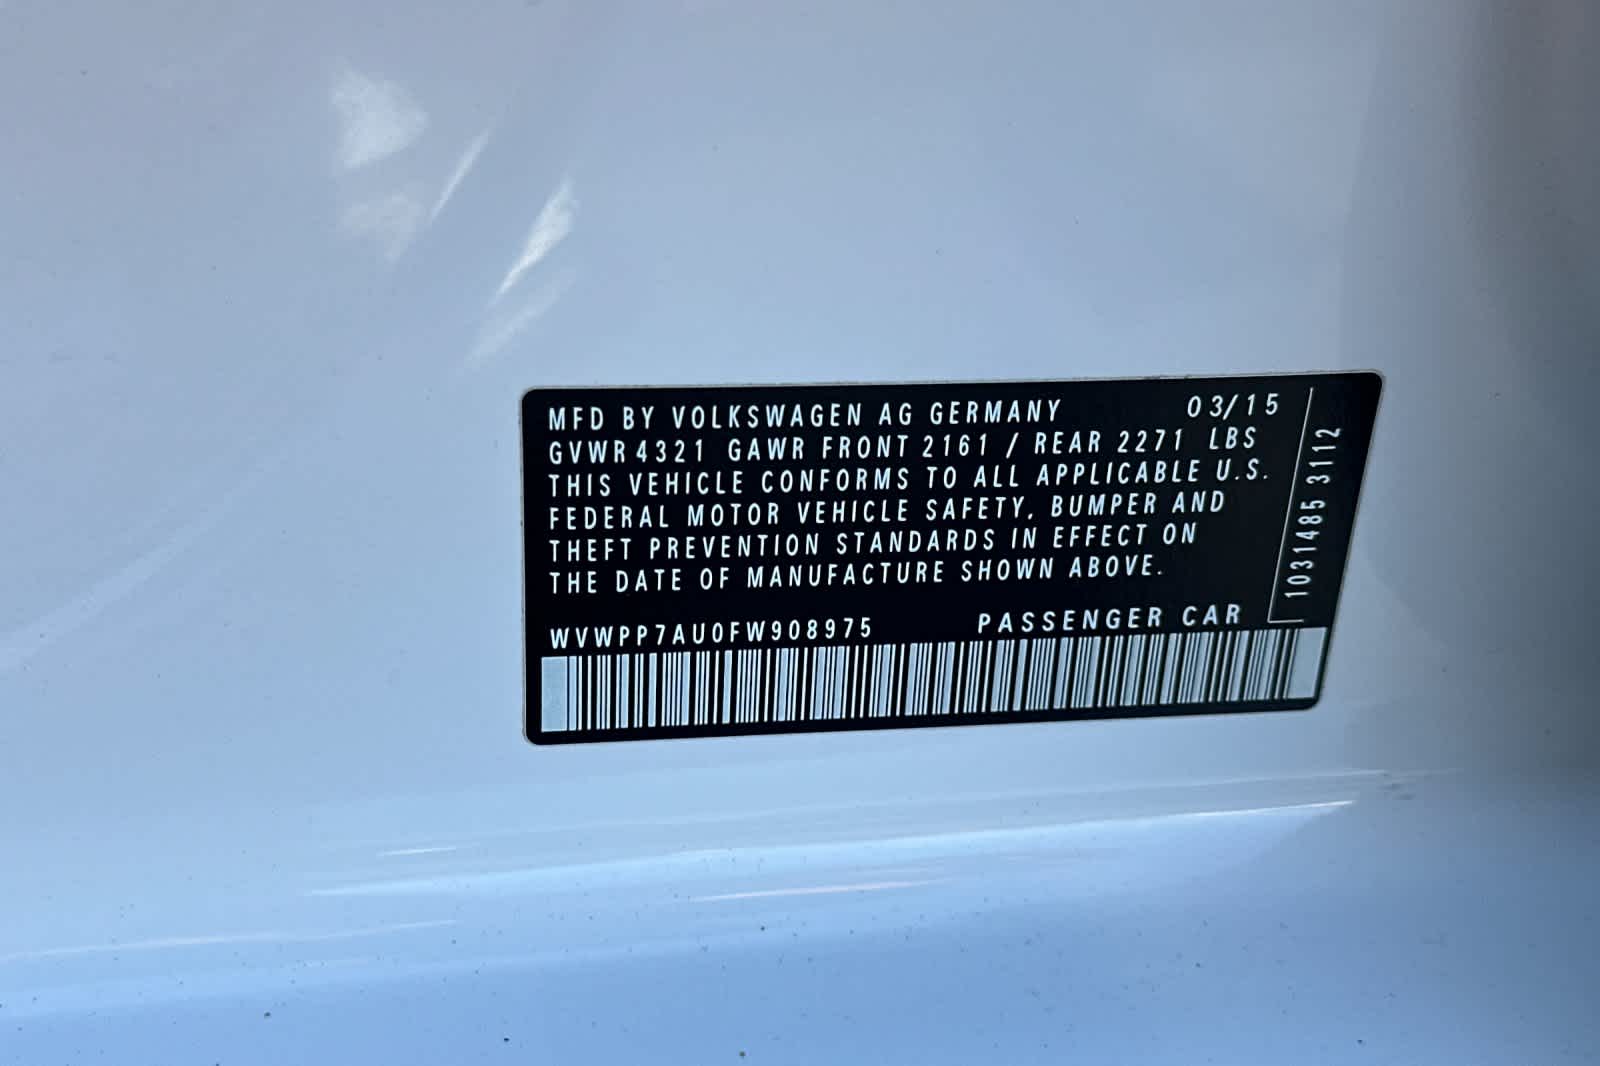 MFD BY VOLKSWAGEN AG GERMANY 03/15
GVWR 4321 GAWR FRONT 2161 / REAR 2271 LBS
THIS VEHICLE CONFORMS TO ALL APPLICABLE U.S.
FEDERAL MOTOR VEHICLE SAFETY, BUMPER AND
THEFT PREVENTION STANDARDS IN EFFECT ON
THE DATE OF MANUFACTURE SHOWN ABOVE.
WVWPP7AU0FW908975 PASSENGER CAR
1031485 3112